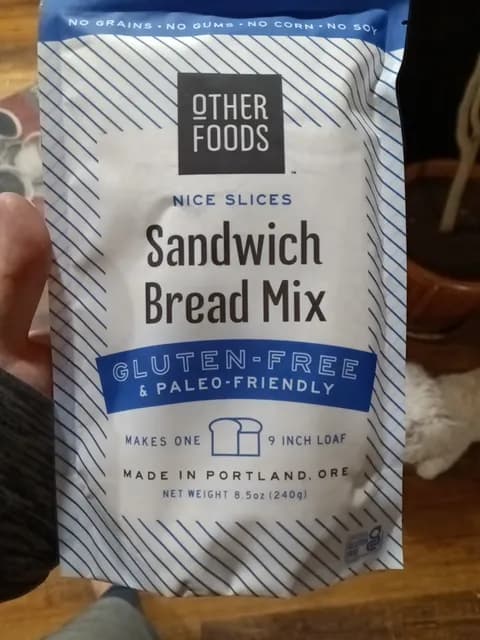 NO GRAINS • NO GUMS • NO CORN • NO SOY
OTHER
FOODS
™
NICE SLICES
Sandwich
Bread Mix
GLUTEN-FREE
& PALEO-FRIENDLY
MAKES ONE 9 INCH LOAF
MADE IN PORTLAND, ORE
NET WEIGHT 8.5oz (240g)